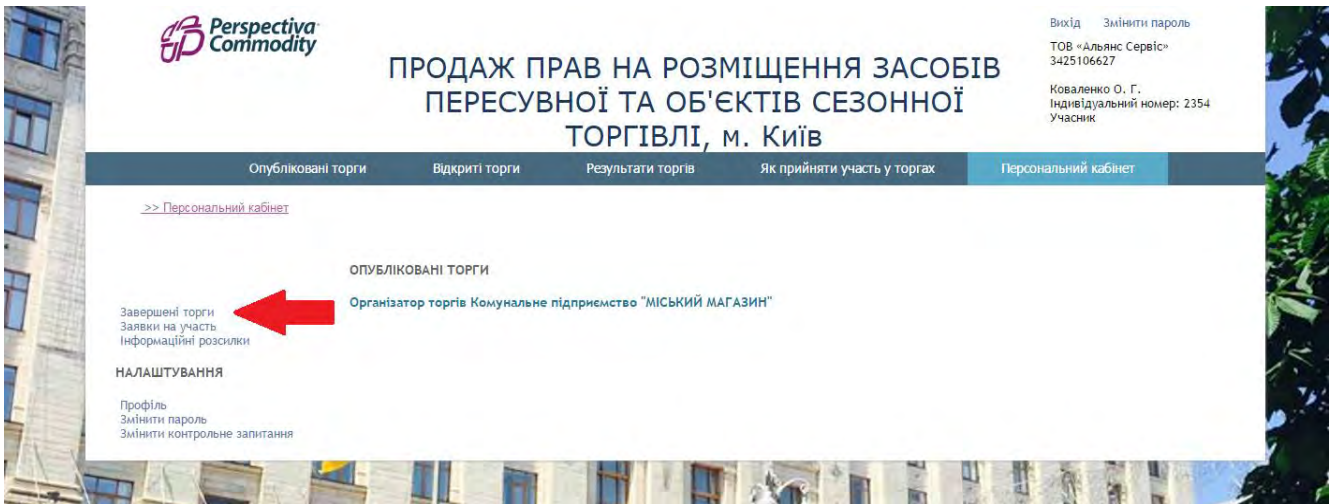 Perspectiva
Commodity
ПРОДАЖ ПРАВ НА РОЗМІЩЕННЯ ЗАСОБІВ
ПЕРЕСУВНОЇ ТА ОБ'ЄКТІВ СЕЗОННОЇ
ТОРГІВЛІ, м. Київ
Вихід Змінити пароль
ТОВ «Альянс Сервіс»
3425106627
Коваленко О. Г.
Індивідуальний номер: 2354
Учасник
Опубліковані торги Відкриті торги Результати торгів Як прийняти участь у торгах Персональний кабінет
>> Персональний кабінет
ОПУБЛІКОВАНІ ТОРГИ
Організатор торгів Комунальне підприємство "МІСЬКИЙ МАГАЗИН"
Завершені торги
Заявки на участь
Інформаційні розсилки
НАЛАШТУВАННЯ
Профіль
Змінити пароль
Змінити контрольне запитання